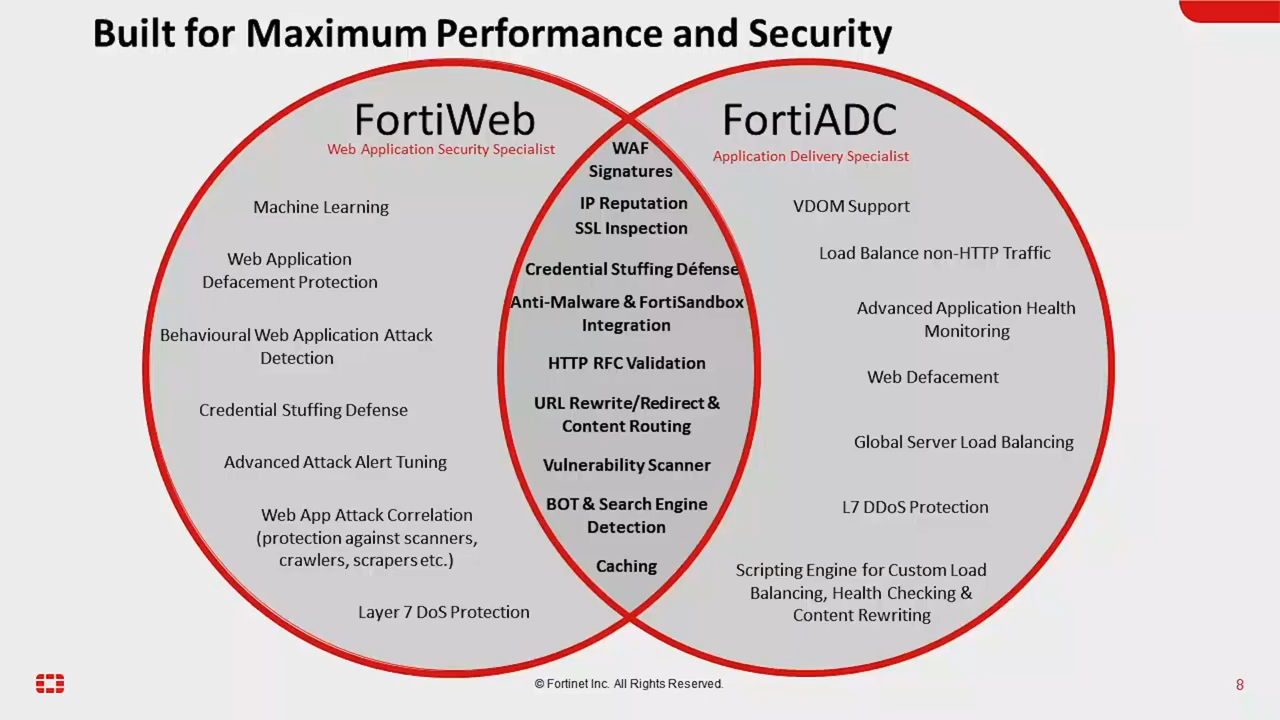 Built for Maximum Performance and Security
FortiWeb
Web Application Security Specialist
Machine Learning
Web Application
Defacement Protection
Behavioural Web Application Attack
Detection
Credential Stuffing Defense
Advanced Attack Alert Tuning
Web App Attack Correlation
(protection against scanners,
crawlers, scrapers etc.)
Layer 7 DoS Protection
WAF
Signatures
IP Reputation
SSL Inspection
Credential Stuffing Défense
Anti-Malware & FortiSandbox
Integration
HTTP RFC Validation
URL Rewrite/Redirect &
Content Routing
Vulnerability Scanner
BOT & Search Engine
Detection
Caching
FortiADC
Application Delivery Specialist
VDOM Support
Load Balance non-HTTP Traffic
Advanced Application Health
Monitoring
Web Defacement
Global Server Load Balancing
L7 DDoS Protection
Scripting Engine for Custom Load
Balancing, Health Checking &
Content Rewriting
© Fortinet Inc. All Rights Reserved.
8